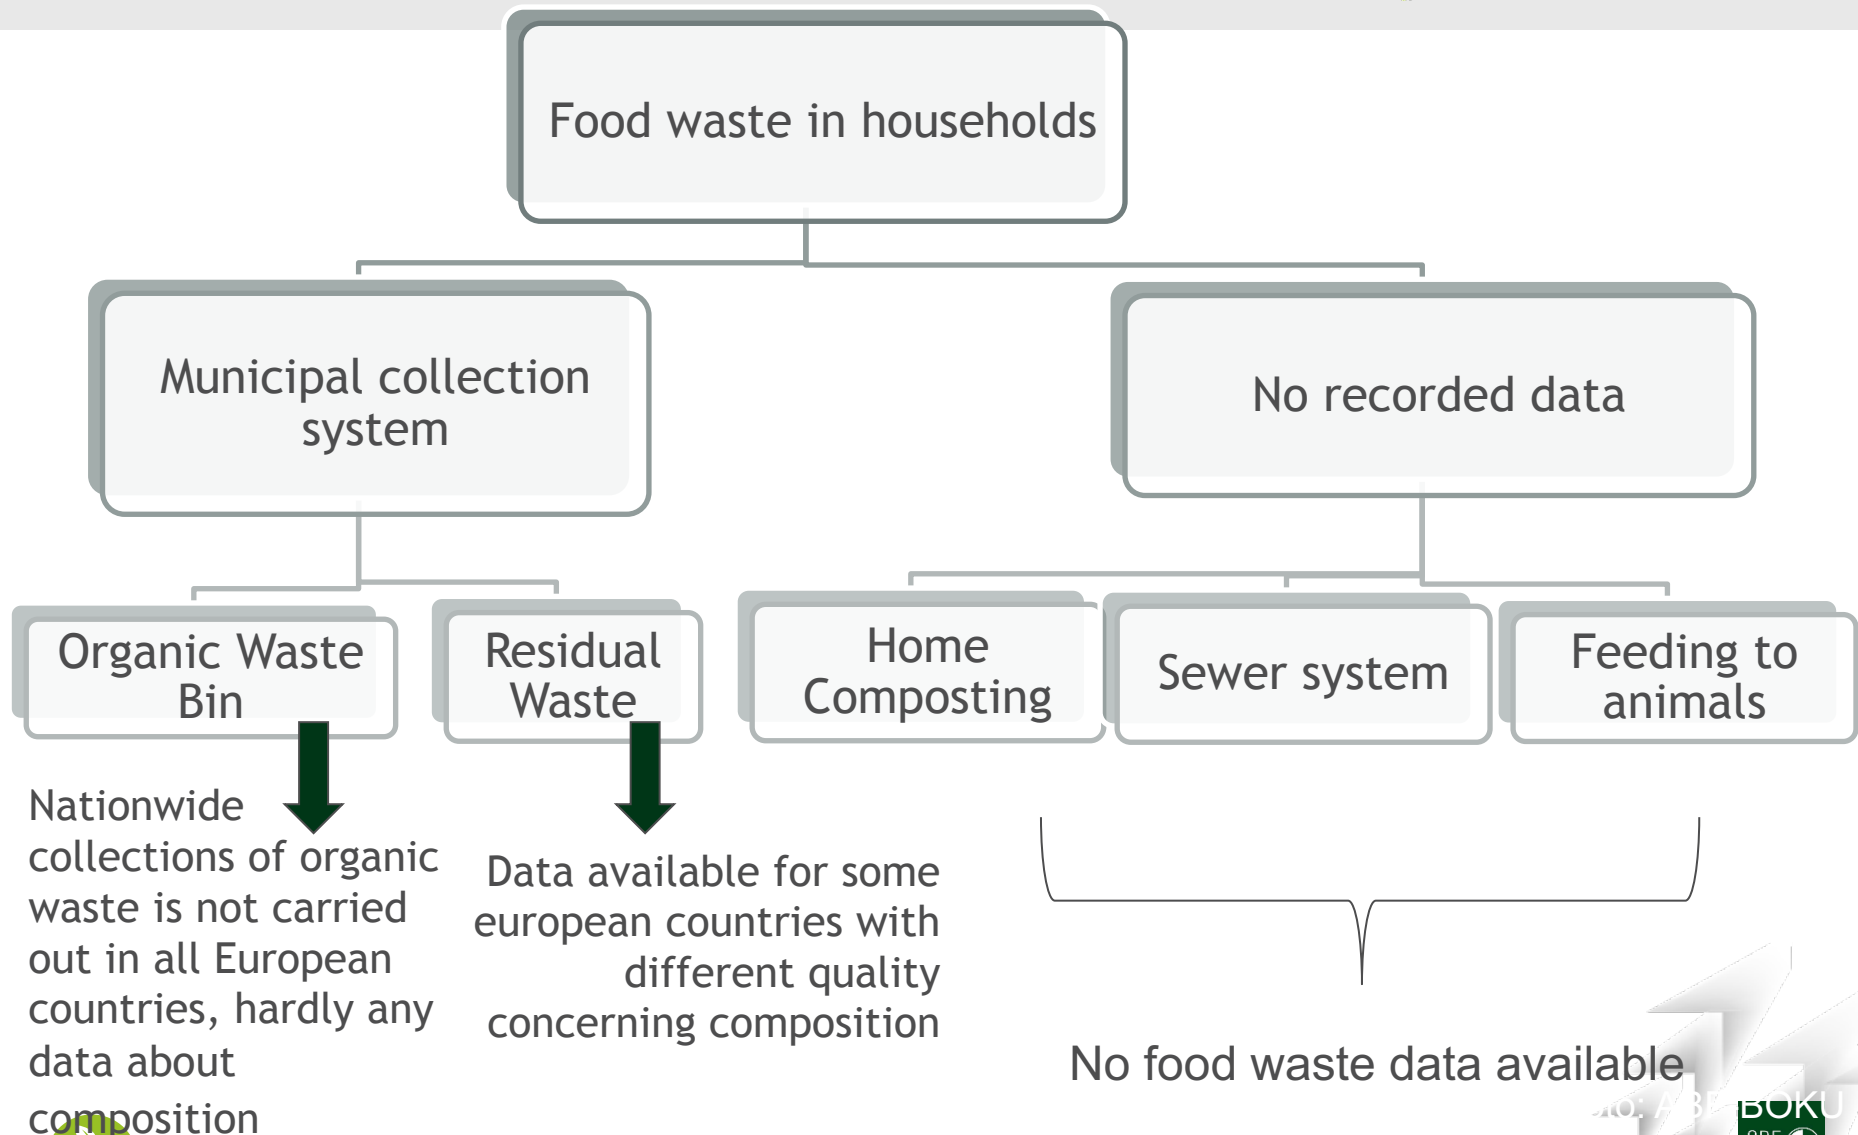 Food waste in households
Municipal collection
system
No recorded data
Organic Waste
Bin
Residual
Waste
Home
Composting
Sewer system
Feeding to
animals
Nationwide
collections of organic
waste is not carried
out in all European
countries, hardly any
data about
composition
Data available for some
european countries with
different quality
concerning composition
No food waste data available
BOKU